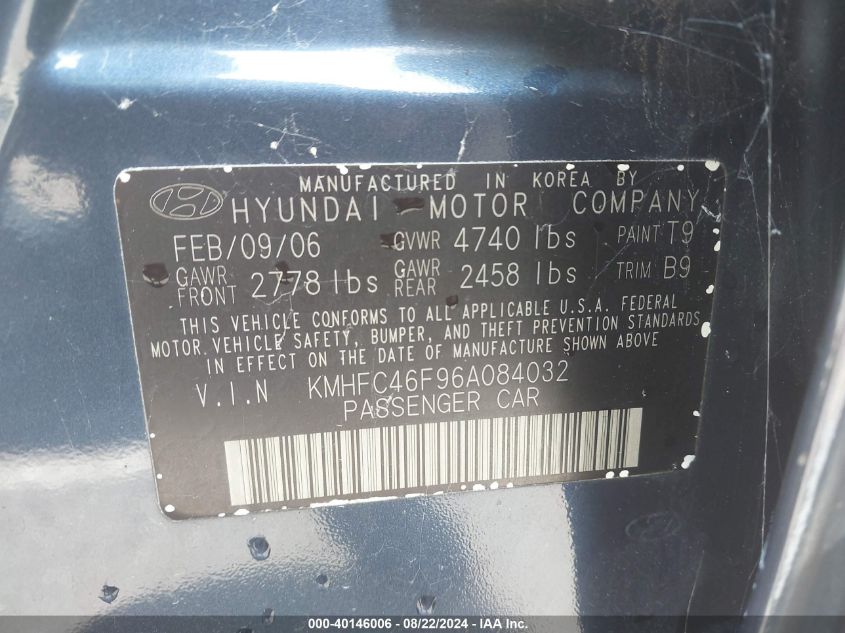 MANUFACTURED IN KOREA BY
HYUNDAI MOTOR COMPANY
FEB/09/06 GVWR 4740 lbs PAINT T9
GAWR FRONT 2778 lbs GAWR REAR 2458 lbs TRIM B9
THIS VEHICLE CONFORMS TO ALL APPLICABLE U.S.A. FEDERAL
MOTOR VEHICLE SAFETY, BUMPER, AND THEFT PREVENTION STANDARDS
IN EFFECT ON THE DATE OF MANUFACTURE SHOWN ABOVE
V.I.N KMHFC46F96A084032
PASSENGER CAR
000-40146006 - 08/22/2024 - IAA Inc.